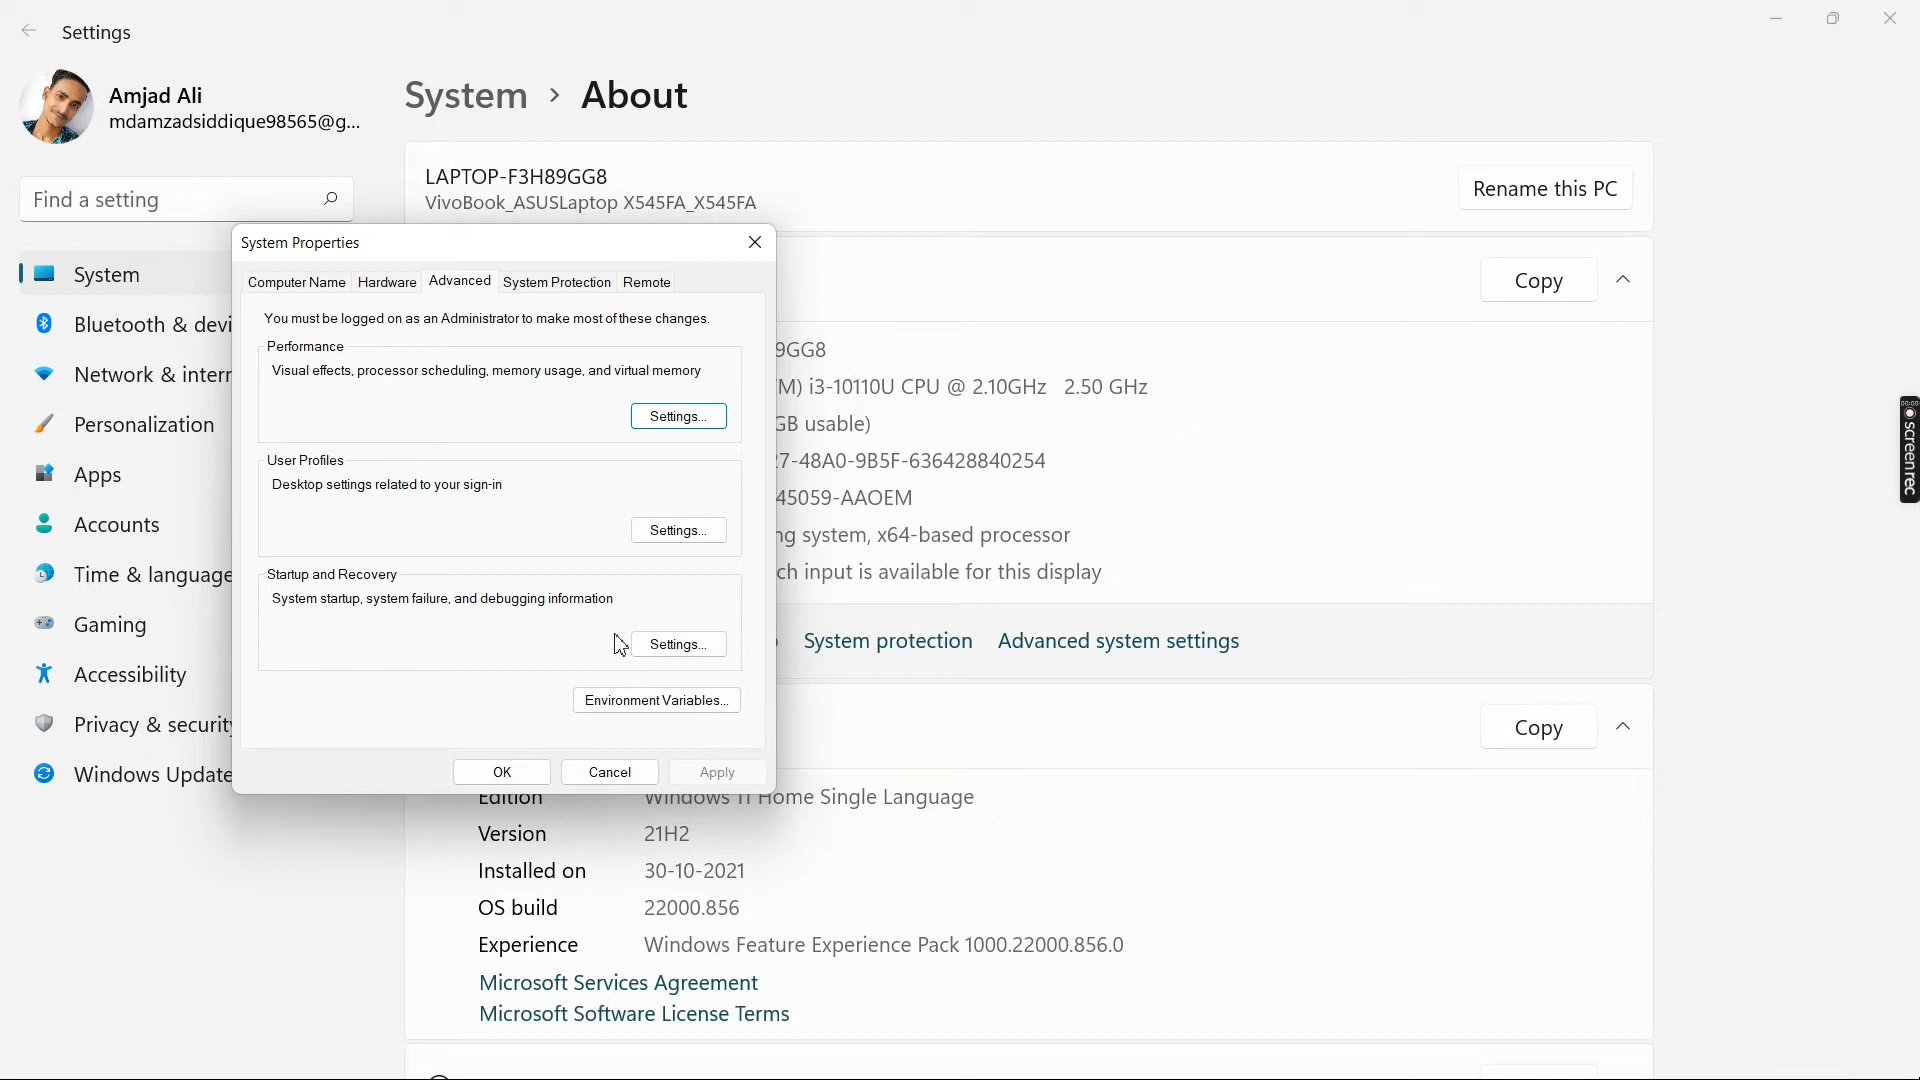 Settings
Amjad Ali
mdamzadsiddique98565@g...
Find a setting
System
Bluetooth & devi
Network & intern
Personalization
Apps
Accounts
Time & language
Gaming
Accessibility
Privacy & security
Windows Update
System > About
LAPTOP-F3H89GG8
VivoBook_ASUSLaptop X545FA_X545FA
Rename this PC
Copy
System Properties
Computer Name Hardware Advanced System Protection Remote
You must be logged on as an Administrator to make most of these changes.
Performance
Visual effects, processor scheduling, memory usage, and virtual memory
Settings...
User Profiles
Desktop settings related to your sign-in
Settings...
Startup and Recovery
System startup, system failure, and debugging information
Settings...
Environment Variables...
OK Cancel Apply
9GG8
M) i3-10110U CPU @ 2.10GHz 2.50 GHz
GB usable)
7-48A0-9B5F-636428840254
45059-AAOEM
ng system, x64-based processor
ch input is available for this display
System protection Advanced system settings
Copy
Edition Windows 11 Home Single Language
Version 21H2
Installed on 30-10-2021
OS build 22000.856
Experience Windows Feature Experience Pack 1000.22000.856.0
Microsoft Services Agreement
Microsoft Software License Terms
00:00
screenrec